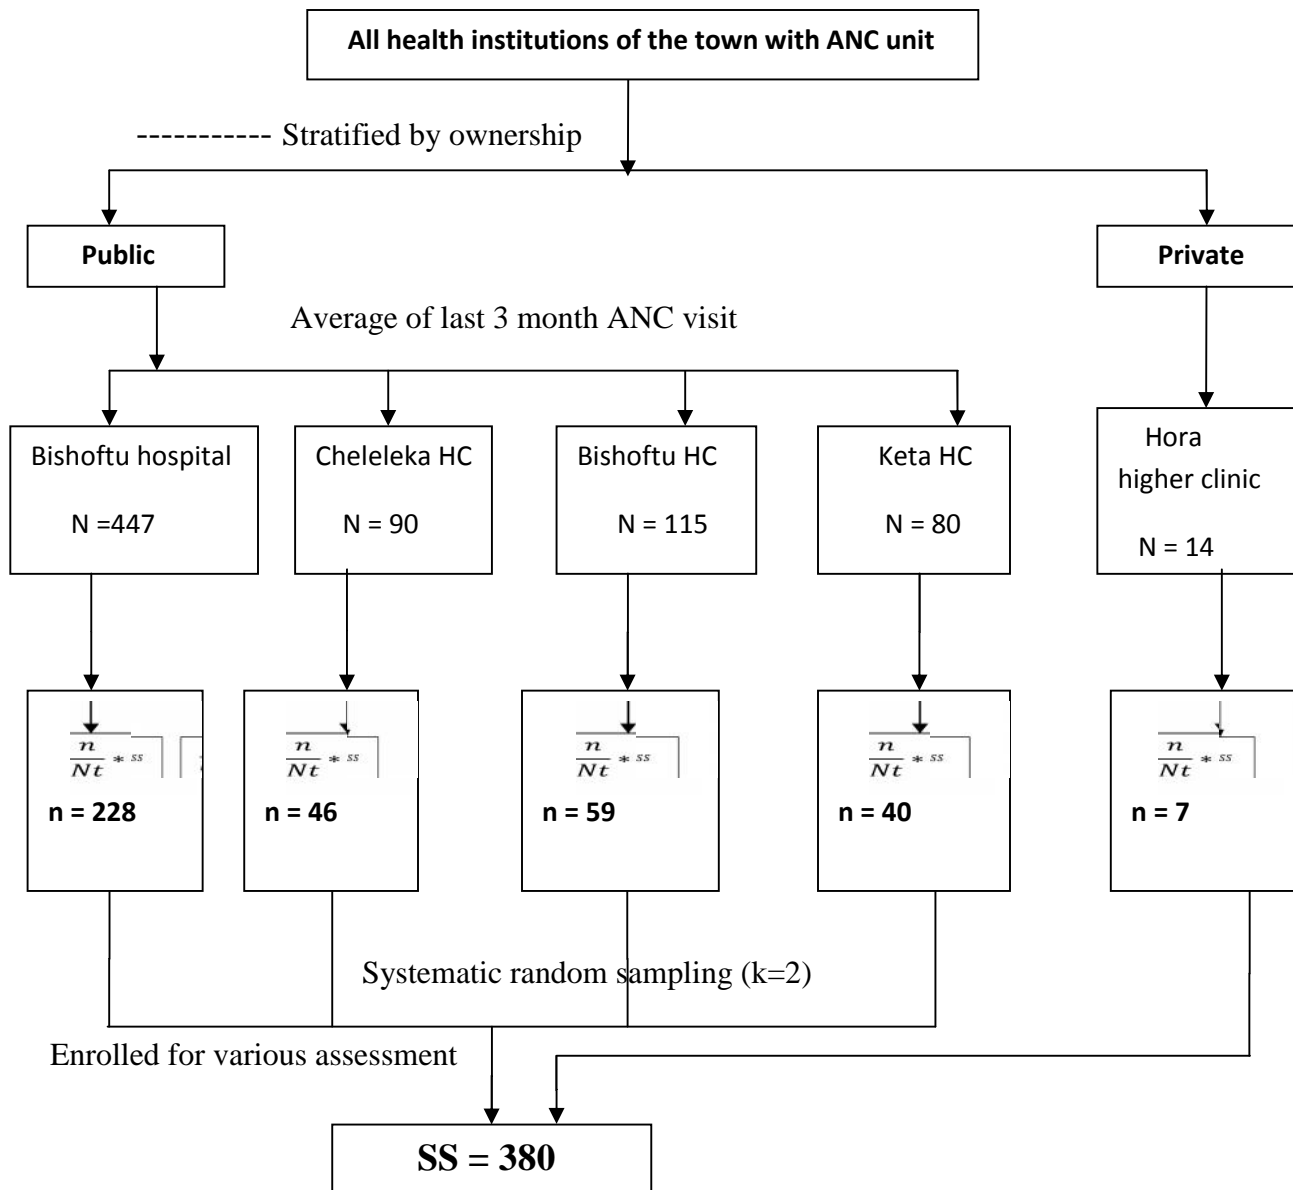 All health institutions of the town with ANC unit
----------- Stratified by ownership
Public
Private
Average of last 3 month ANC visit
Bishoftu hospital
N =447
Cheleleka HC
N = 90
Bishoftu HC
N = 115
Keta HC
N = 80
Hora
higher clinic
N = 14
n/Nt * ss
n = 228
n/Nt * ss
n = 46
n/Nt * ss
n = 59
n/Nt * ss
n = 40
n/Nt * ss
n = 7
Systematic random sampling (k=2)
Enrolled for various assessment
SS = 380